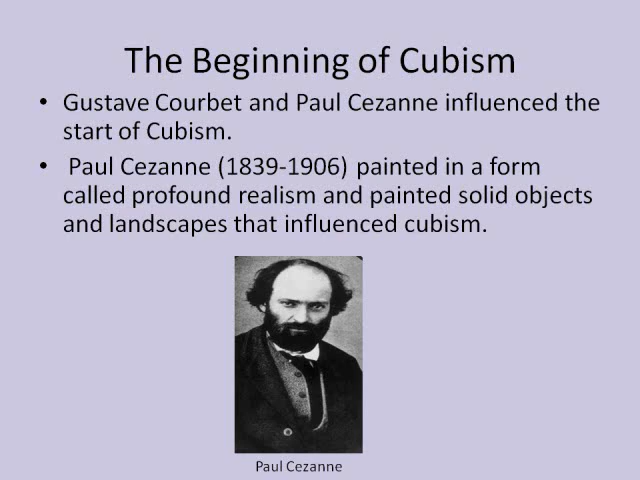 The Beginning of Cubism
• Gustave Courbet and Paul Cezanne influenced the
start of Cubism.
• Paul Cezanne (1839-1906) painted in a form
called profound realism and painted solid objects
and landscapes that influenced cubism.
Paul Cezanne